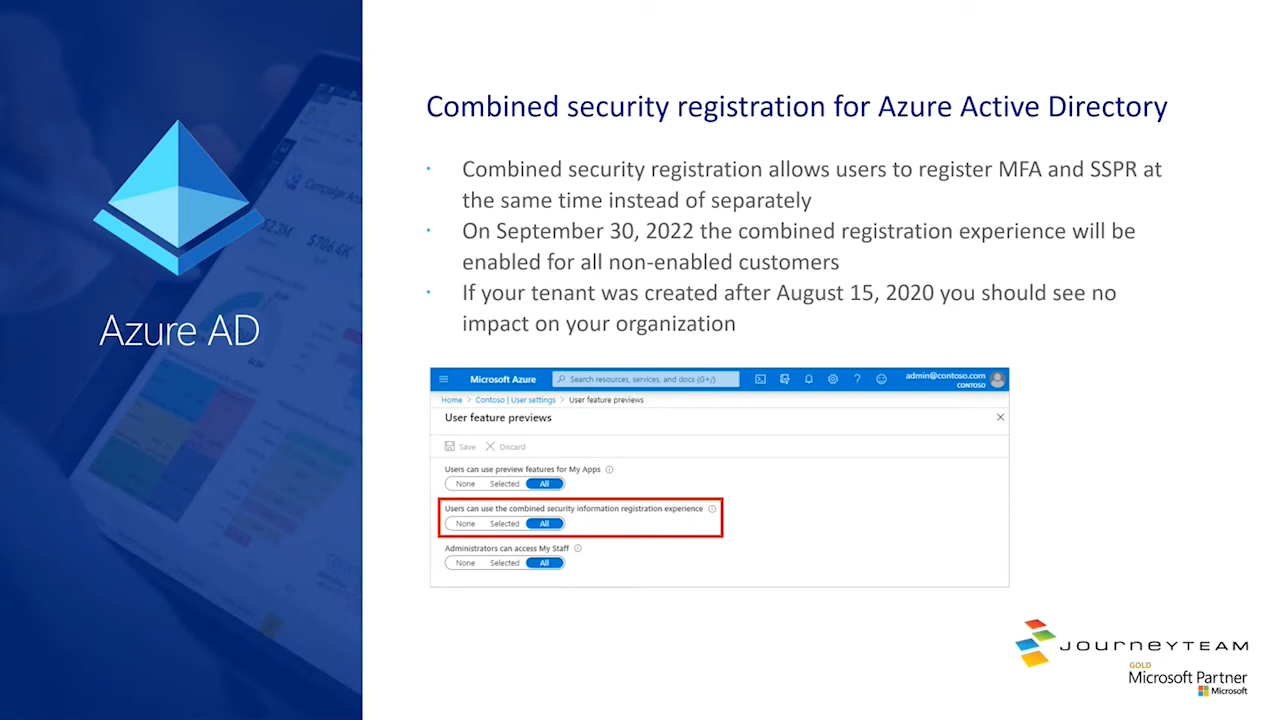 Campaign Ana
$2.3M
$706.4K
Azure AD
Combined security registration for Azure Active Directory
· Combined security registration allows users to register MFA and SSPR at
the same time instead of separately
· On September 30, 2022 the combined registration experience will be
enabled for all non-enabled customers
· If your tenant was created after August 15, 2020 you should see no
impact on your organization
Microsoft Azure Search resources, services, and docs (G+/) admin@contoso.com
CONTOSO
Home > Contoso | User settings > User feature previews
User feature previews
Save Discard
Users can use preview features for My Apps
None Selected All
Users can use the combined security information registration experience
None Selected All
Administrators can access My Staff
None Selected All
JOURNEYTEAM
GOLD
Microsoft Partner
Microsoft